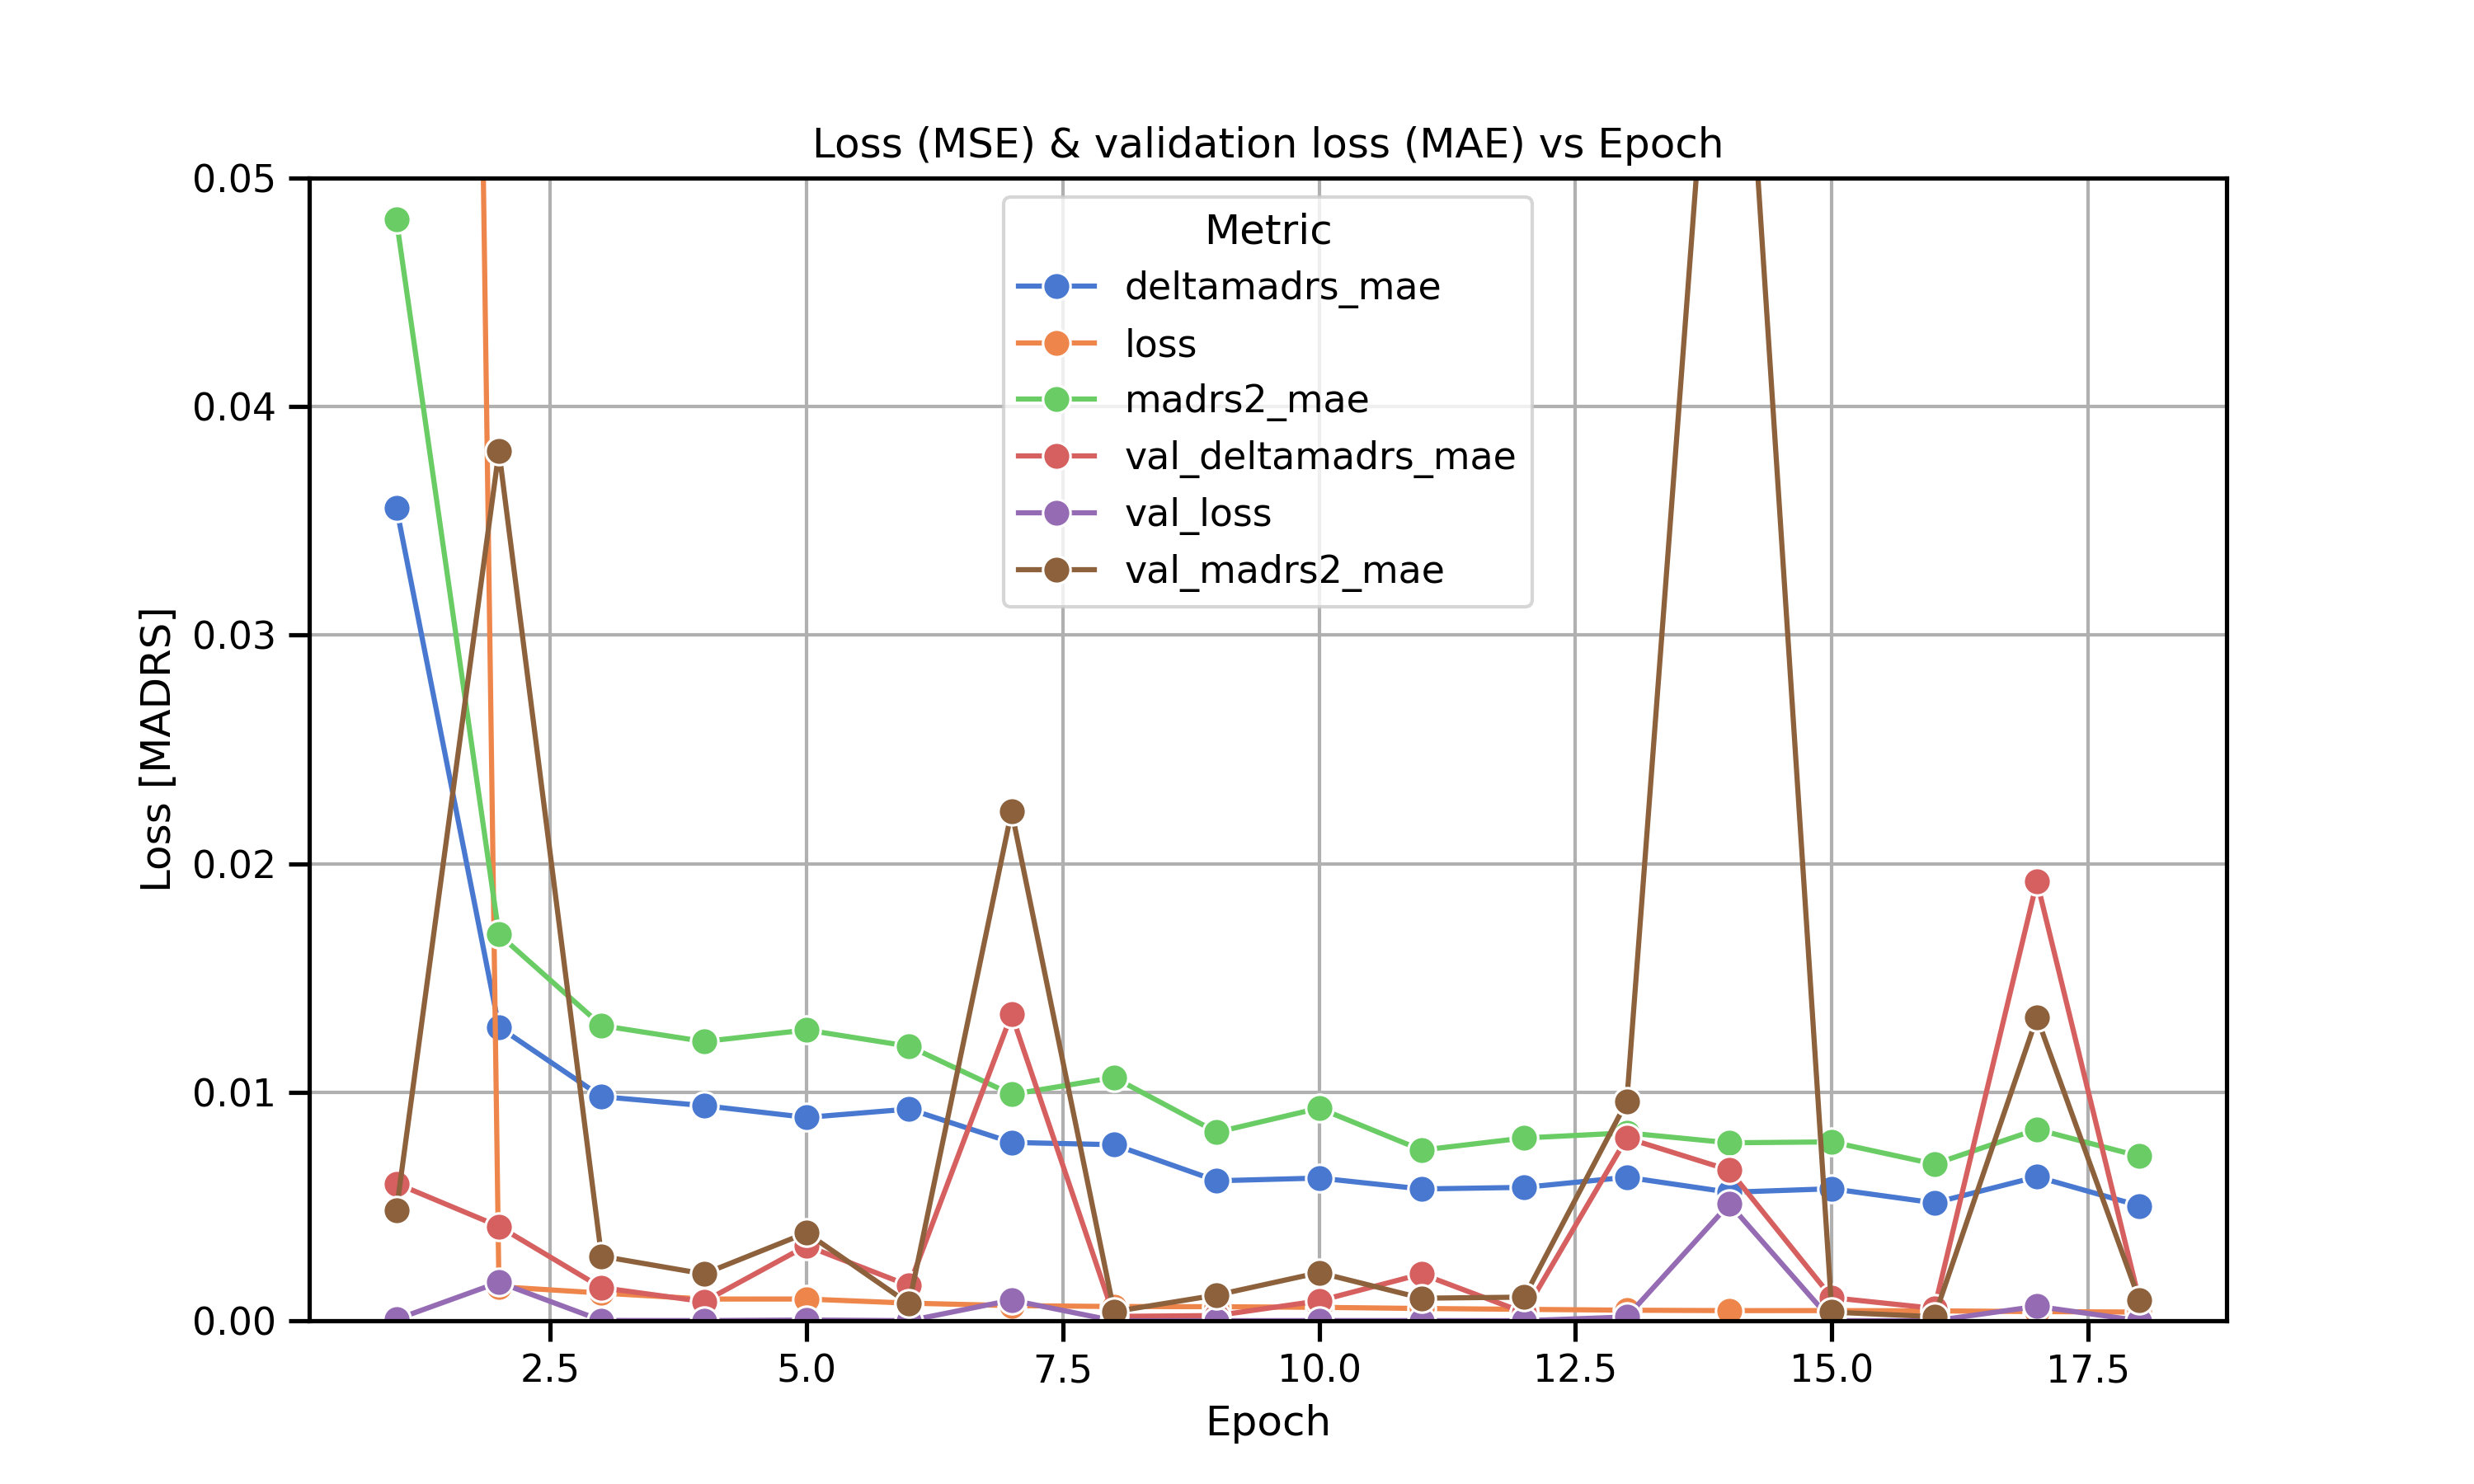 Loss (MSE) & validation loss (MAE) vs Epoch
0.05
0.04
0.03
0.02
0.01
0.00
Loss [MADRS]
Metric
deltamadrs_mae
loss
madrs2_mae
val_deltamadrs_mae
val_loss
val_madrs2_mae
2.5 5.0 7.5 10.0 12.5 15.0 17.5
Epoch